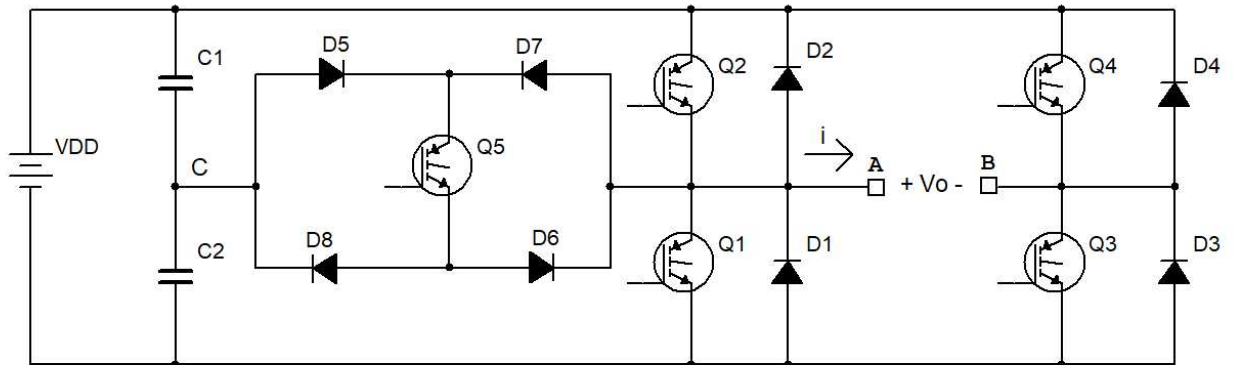 C1
D5
D7
Q2
D2
Q4
D4
VDD
C
Q5
i
A
+ Vo -
B
C2
D8
D6
Q1
D1
Q3
D3